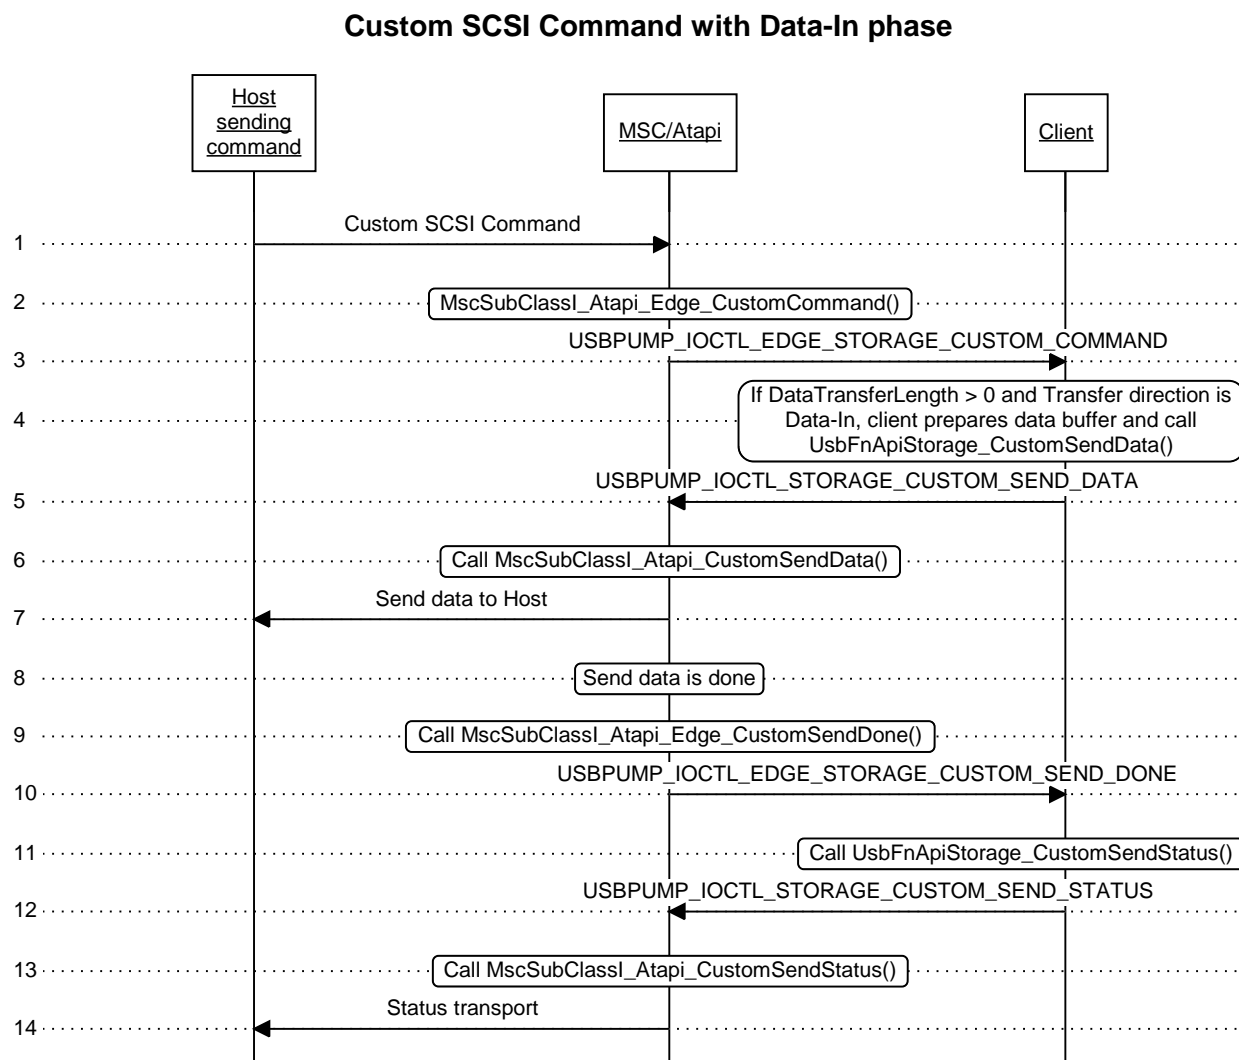 Custom SCSI Command with Data-In phase
Host
sending
command
MSC/Atapi
Client
Custom SCSI Command
1
2
MscSubClassI_Atapi_Edge_CustomCommand()
USBPUMP_IOCTL_EDGE_STORAGE_CUSTOM_COMMAND
3
If DataTransferLength > 0 and Transfer direction is
4
Data-In, client prepares data buffer and call
UsbFnApiStorage_CustomSendData()
USBPUMP_IOCTL_STORAGE_CUSTOM_SEND_DATA
5
6
Call MscSubClassI_Atapi_CustomSendData()
Send data to Host
7
8
Send data is done
9
Call MscSubClassI_Atapi_Edge_CustomSendDone()
USBPUMP_IOCTL_EDGE_STORAGE_CUSTOM_SEND_DONE
10
11
Call UsbFnApiStorage_CustomSendStatus()
USBPUMP_IOCTL_STORAGE_CUSTOM_SEND_STATUS
12
13
Call MscSubClassI_Atapi_CustomSendStatus()
Status transport
14